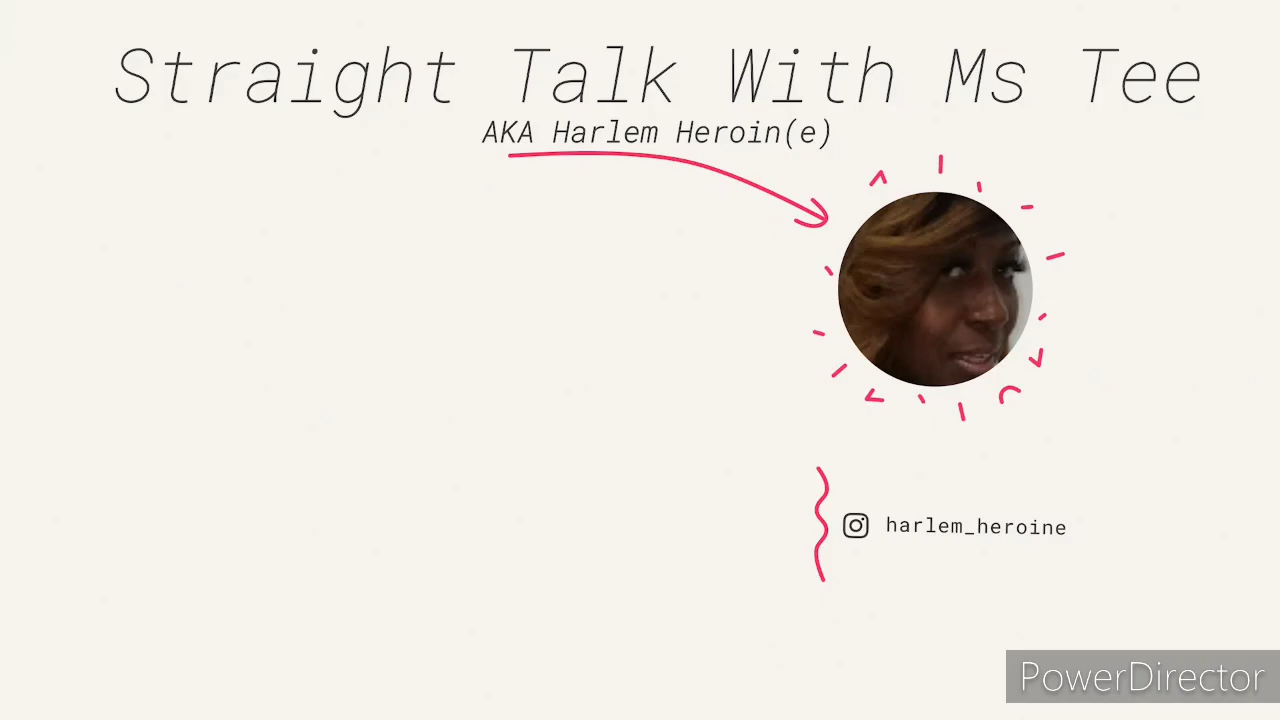 Straight Talk With Ms Tee
AKA Harlem Heroin(e)
harlem_heroine
PowerDirector